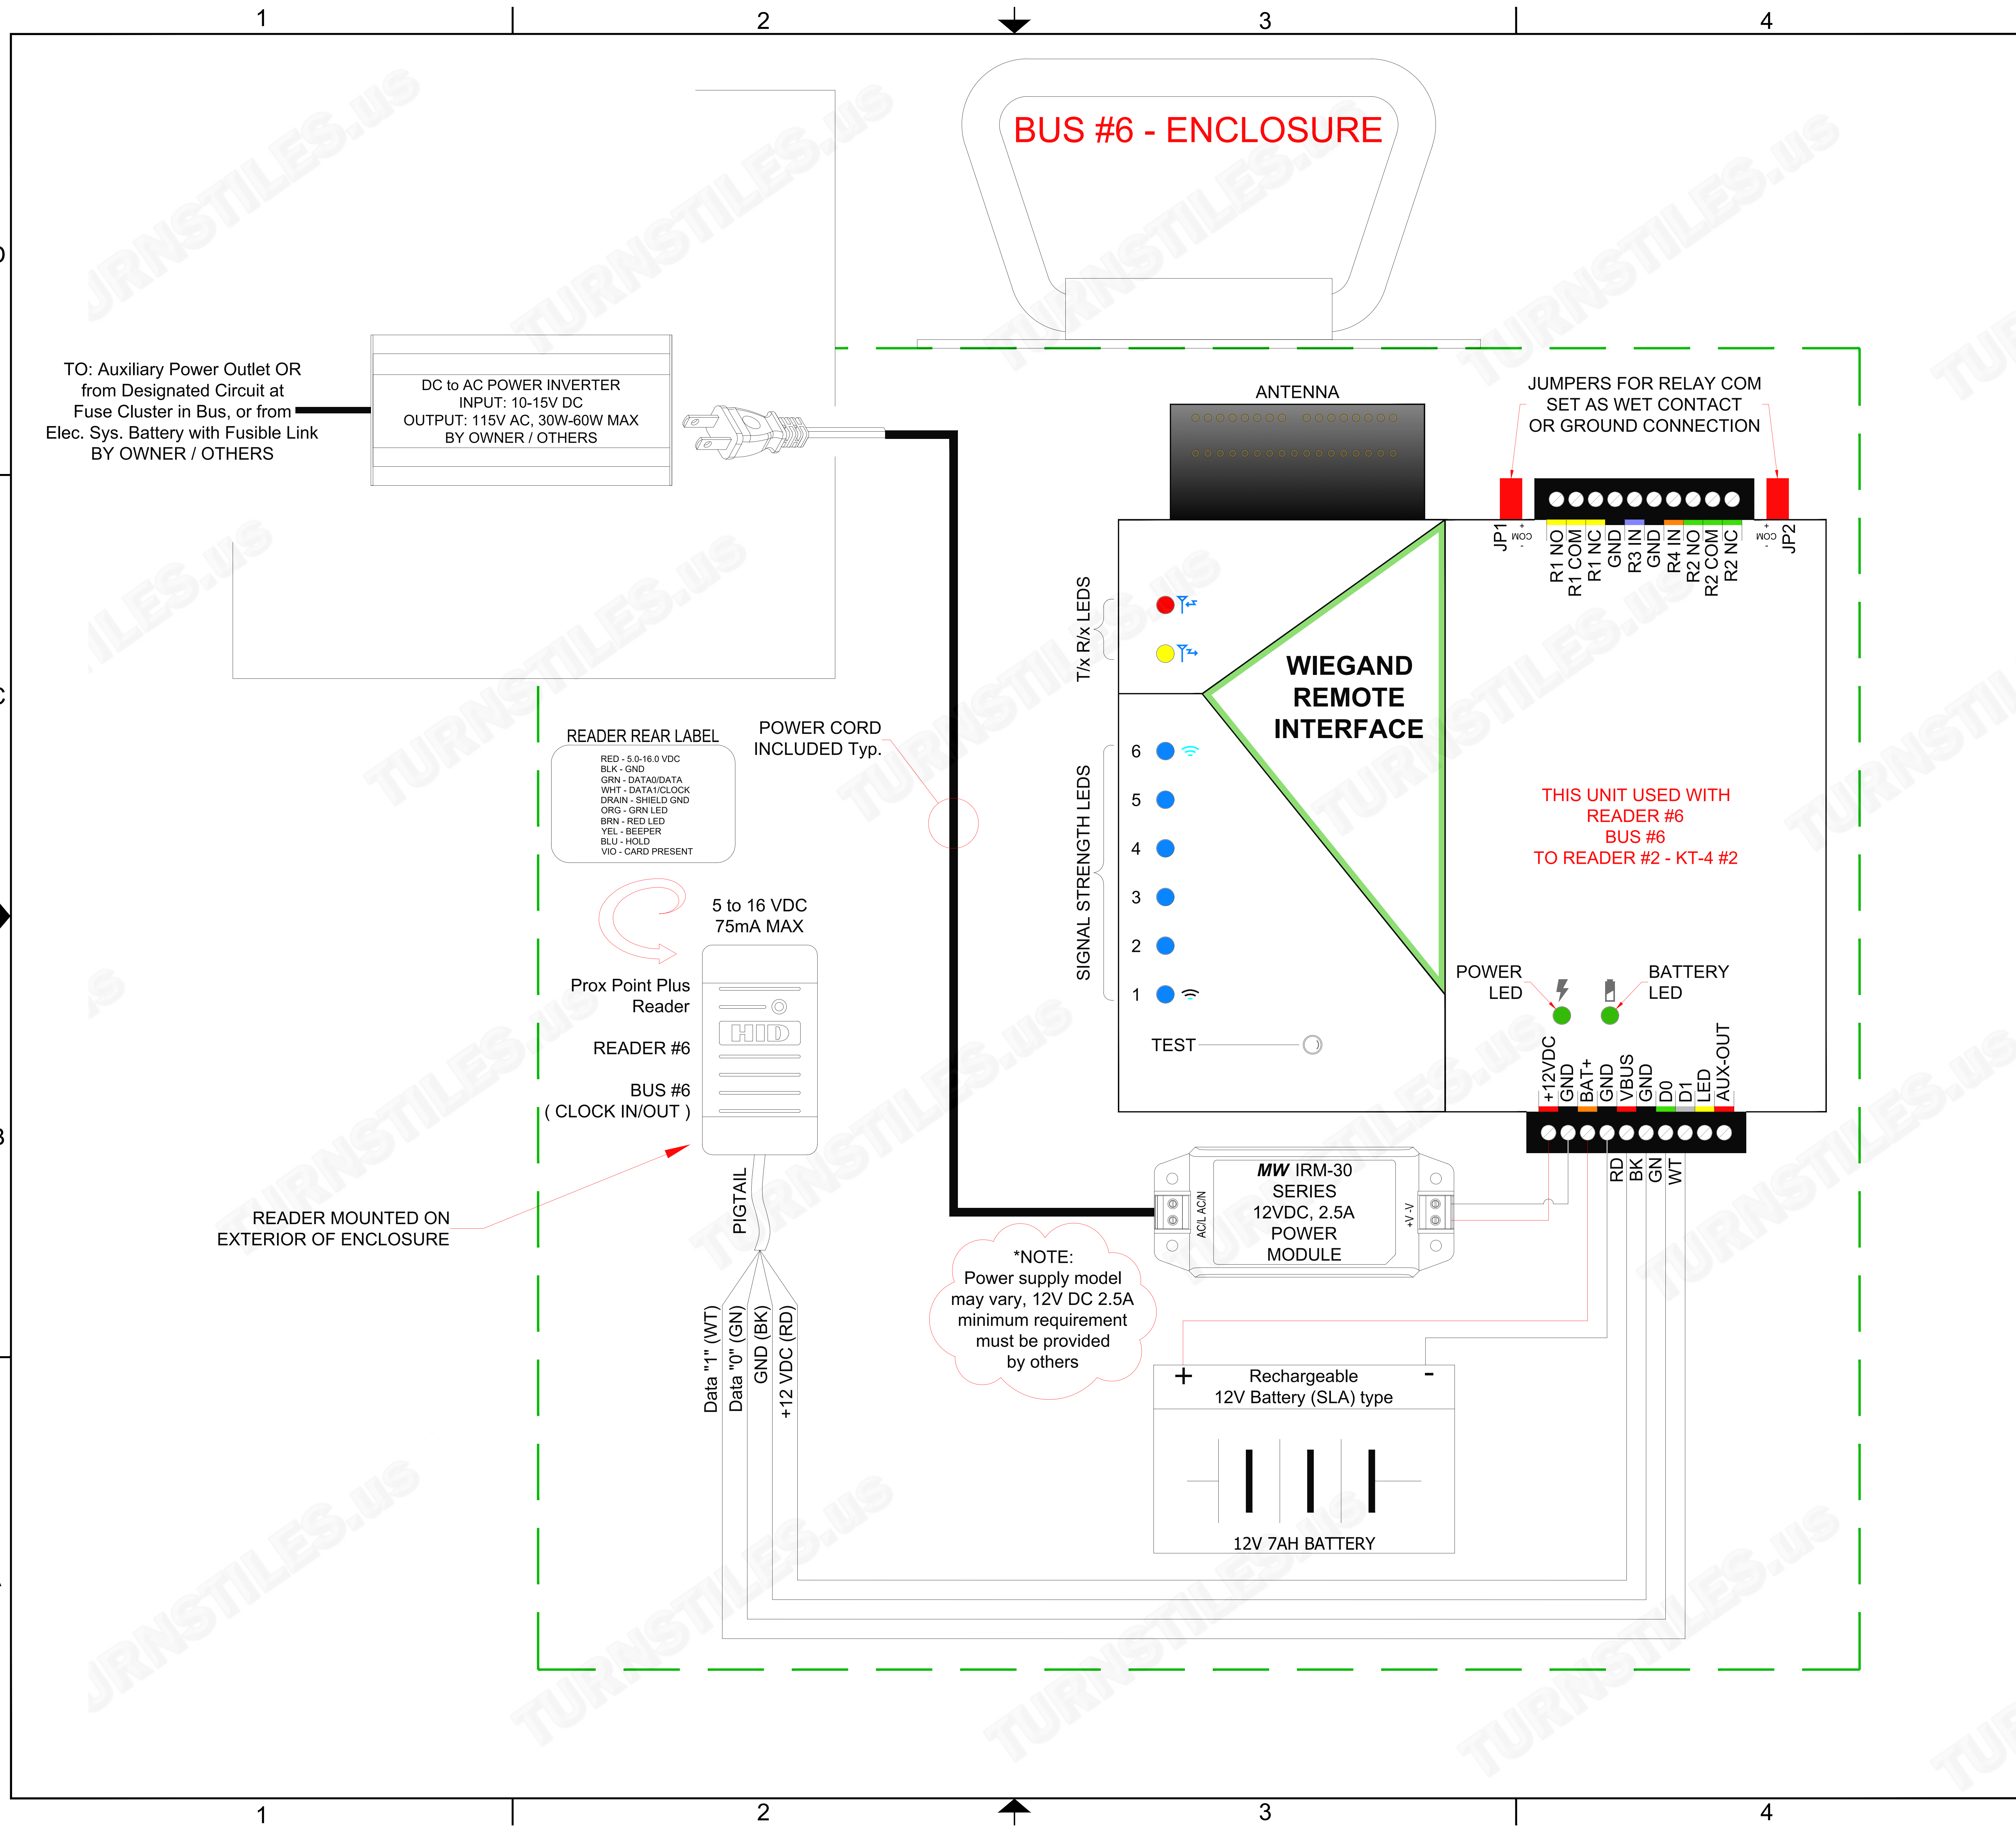 1
2
3
4
BUS #6 - ENCLOSURE
TO: Auxiliary Power Outlet OR
from Designated Circuit at
Fuse Cluster in Bus, or from
Elec. Sys. Battery with Fusible Link
BY OWNER / OTHERS
DC to AC POWER INVERTER
INPUT: 10-15V DC
OUTPUT: 115V AC, 30W-60W MAX
BY OWNER / OTHERS
ANTENNA
JUMPERS FOR RELAY COM
SET AS WET CONTACT
OR GROUND CONNECTION
JP1
+
COM
-
R1 NO
R1 COM
R1 NC
GND
R3 IN
GND
R4 IN
R2 NO
R2 COM
R2 NC
+
COM
-
JP2
T/x R/x LEDS
WIEGAND
REMOTE
INTERFACE
SIGNAL STRENGTH LEDS
6
5
4
3
2
1
TEST
THIS UNIT USED WITH
READER #6
BUS #6
TO READER #2 - KT-4 #2
POWER
LED
BATTERY
LED
+12VDC
GND
BAT+
GND
VBUS
GND
D0
D1
LED
AUX-OUT
RD
BK
GN
WT
POWER CORD
INCLUDED Typ.
READER REAR LABEL
RED - 5.0-16.0 VDC
BLK - GND
GRN - DATA0/DATA
WHT - DATA1/CLOCK
DRAIN - SHIELD GND
ORG - GRN LED
BRN - RED LED
YEL - BEEPER
BLU - HOLD
VIO - CARD PRESENT
5 to 16 VDC
75mA MAX
Prox Point Plus
Reader
READER #6
BUS #6
( CLOCK IN/OUT )
HID
READER MOUNTED ON
EXTERIOR OF ENCLOSURE
PIGTAIL
Data "1" (WT)
Data "0" (GN)
GND (BK)
+12 VDC (RD)
AC/L AC/N
MW IRM-30
SERIES
12VDC, 2.5A
POWER
MODULE
+V -V
*NOTE:
Power supply model
may vary, 12V DC 2.5A
minimum requirement
must be provided
by others
+
-
Rechargeable
12V Battery (SLA) type
12V 7AH BATTERY
TURNSTILES.us
1
2
3
4